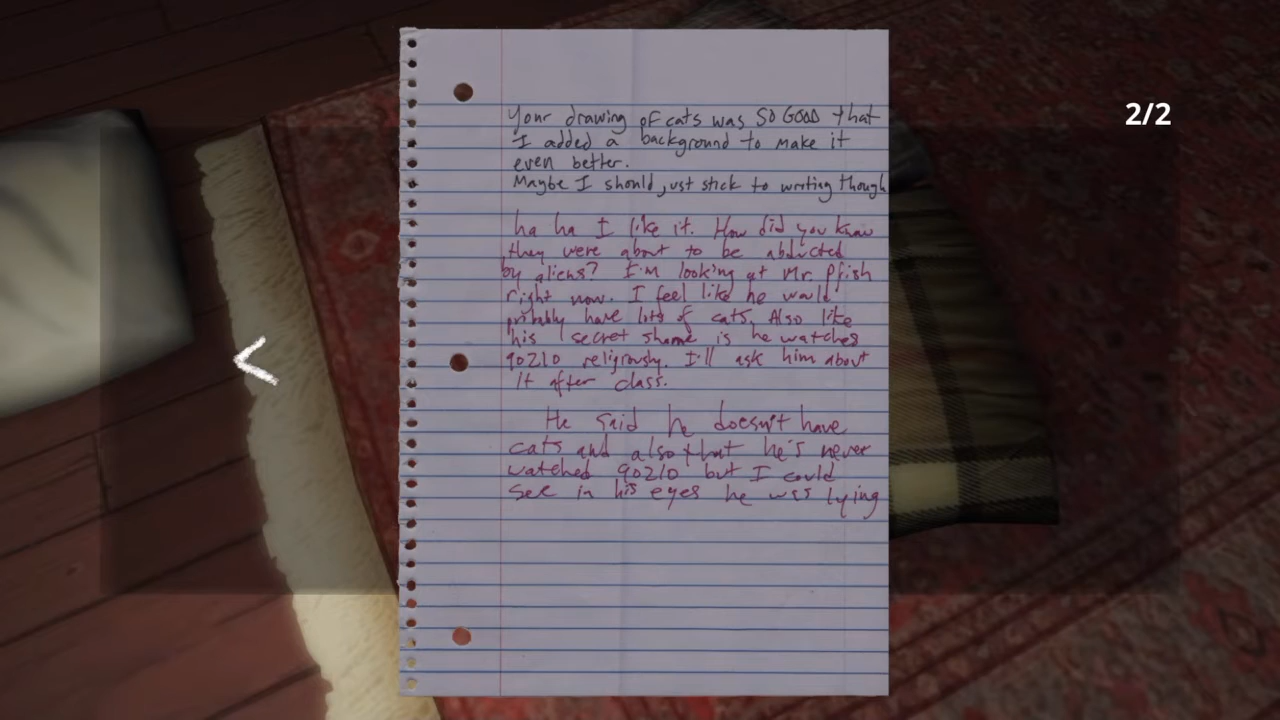 2/2
Your drawing of cats was SO GOOD that
I added a background to make it
even better.
Maybe I should just stick to writing though
ha ha I like it. How did you know
they were about to be abducted
by aliens? I'm looking at Mr. Pfish
right now. I feel like he would
probably have lots of cats. Also like
his secret shame is he watches
90210 religiously. I'll ask him about
it after class.
He said he doesn't have
cats and also that he's never
watched 90210 but I could
see in his eyes he was lying